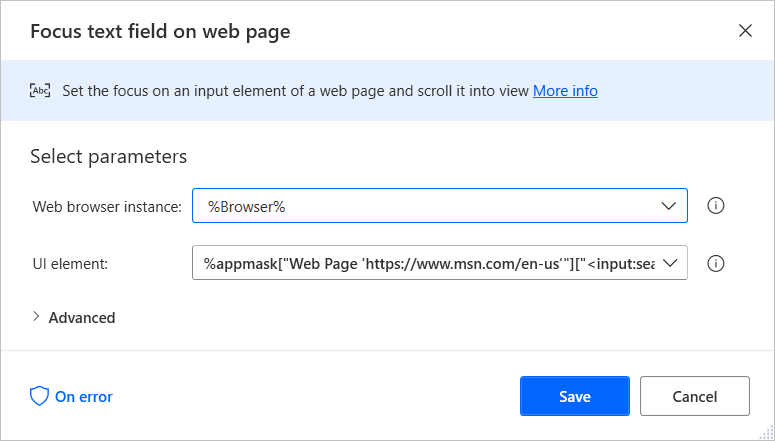 Focus text field on web page
Abc Set the focus on an input element of a web page and scroll it into view More info
Select parameters
Web browser instance: %Browser%
UI element: %appmask["Web Page 'https://www.msn.com/en-us'"]["<input:sea
Advanced
On error Save Cancel